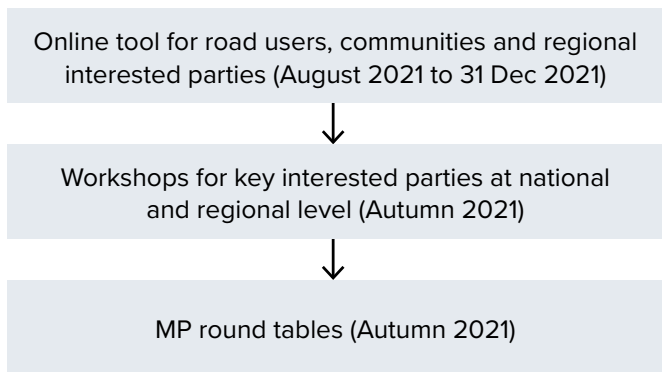 Online tool for road users, communities and regional
interested parties (August 2021 to 31 Dec 2021)
Workshops for key interested parties at national
and regional level (Autumn 2021)
MP round tables (Autumn 2021)